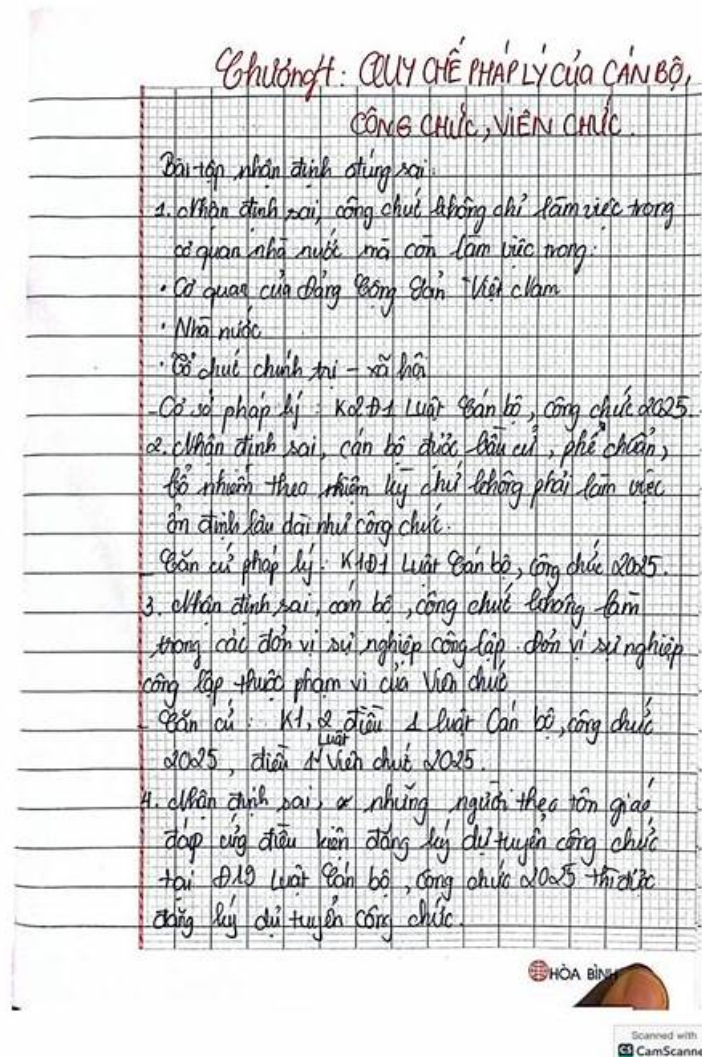 Chương 4: QUY CHẾ PHÁP LÝ CỦA CÁN BỘ,
CÔNG CHỨC, VIÊN CHỨC.
Bài tập nhận định đúng sai:
1. Nhận định sai, công chức không chỉ làm việc trong
cơ quan nhà nước mà còn làm việc trong:
• Cơ quan của Đảng Cộng Sản Việt Nam
• Nhà nước
• Tổ chức chính trị - xã hội
- Cơ sở pháp lý: K2Đ1 Luật Cán bộ, công chức 2025.
2. Nhận định sai, cán bộ được bầu cử, phê chuẩn,
bổ nhiệm theo nhiệm kỳ chứ không phải làm việc
ổn định lâu dài như công chức.
- Căn cứ pháp lý: K1Đ1 Luật Cán bộ, công chức 2025.
3. Nhận định sai, cán bộ, công chức không làm
trong các đơn vị sự nghiệp công lập. Đơn vị sự nghiệp
công lập thuộc phạm vi của Viên chức
- Căn cứ: K1, 2 điều 1 luật Cán bộ, công chức
2025, điều 1 Luật Viên chức 2025.
4. Nhận định sai, những người theo tôn giáo
đáp ứng điều kiện đăng ký dự tuyển công chức
tại Đ19 Luật Cán bộ, công chức 2025 thì được
đăng ký dự tuyển công chức.
HÒA BÌNH
Scanned with
CS CamScanne